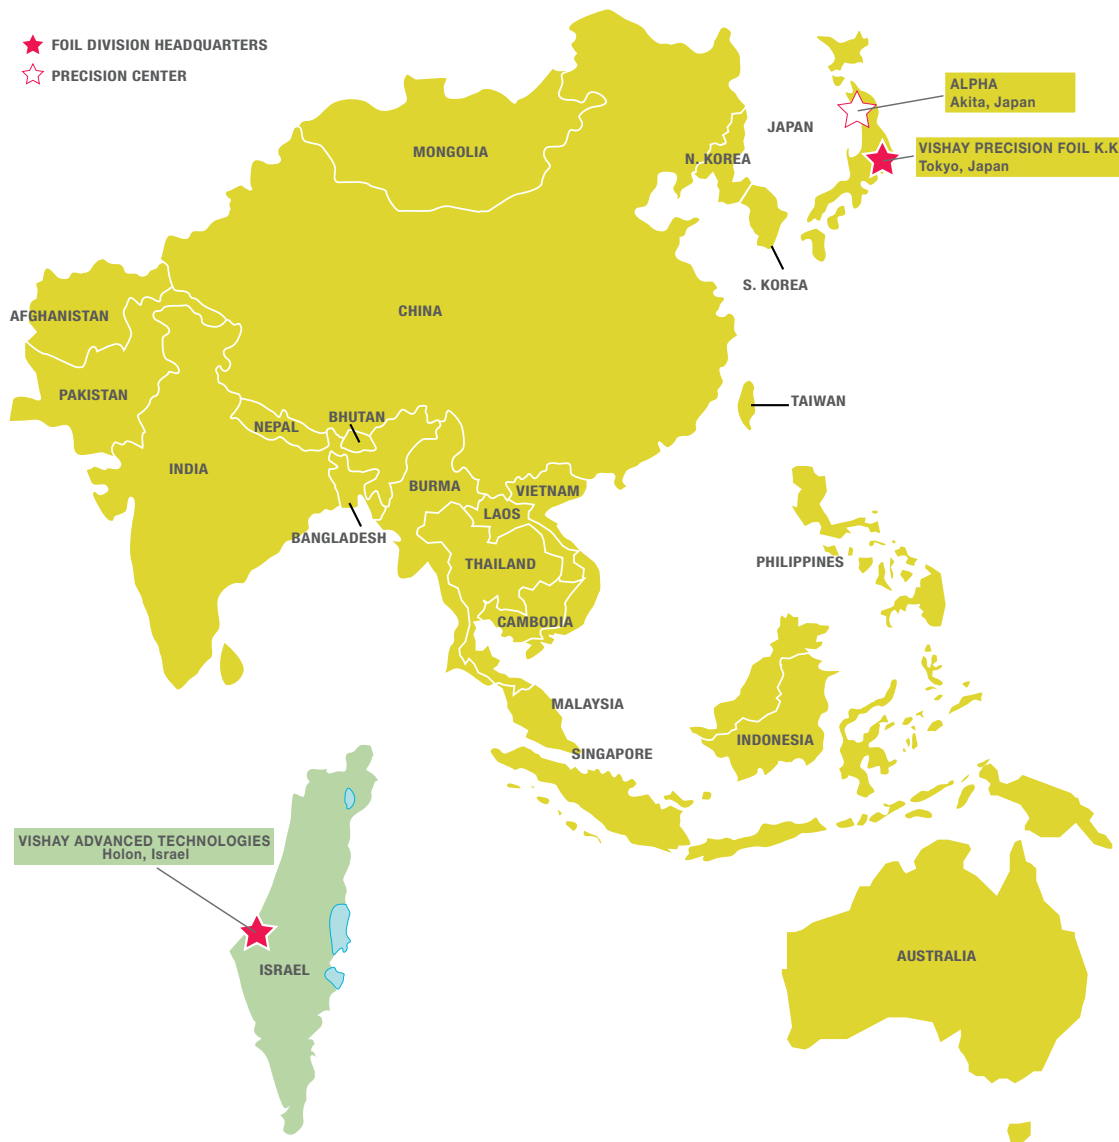 FOIL DIVISION HEADQUARTERS
PRECISION CENTER
ALPHA
Akita, Japan
JAPAN
VISHAY PRECISION FOIL K.K
Tokyo, Japan
MONGOLIA
N. KOREA
S. KOREA
AFGHANISTAN
CHINA
PAKISTAN
TAIWAN
BHUTAN
NEPAL
INDIA
BURMA
VIETNAM
LAOS
BANGLADESH
THAILAND
PHILIPPINES
CAMBODIA
MALAYSIA
INDONESIA
SINGAPORE
VISHAY ADVANCED TECHNOLOGIES
Holon, Israel
AUSTRALIA
ISRAEL